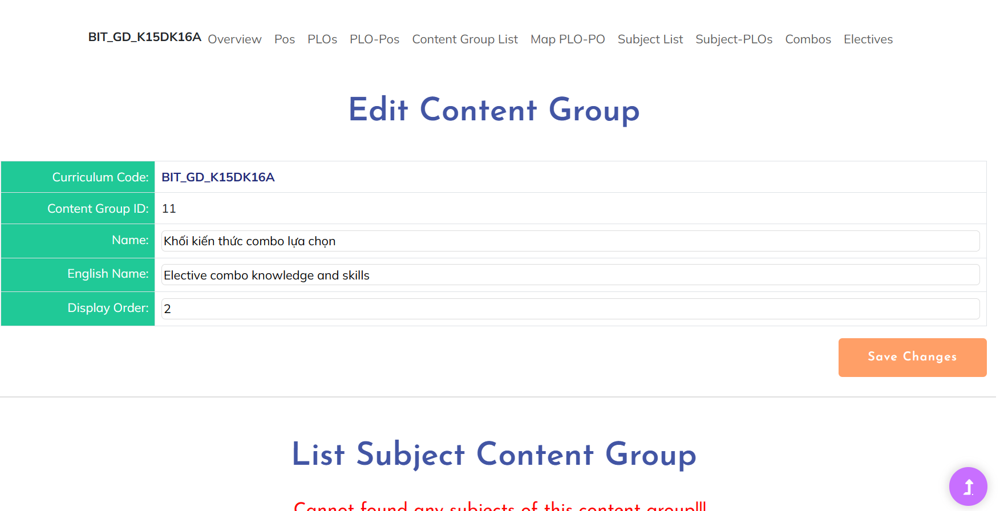 BIT_GD_K15DK16A Overview Pos PLOs PLO-Pos Content Group List Map PLO-PO Subject List Subject-PLOs Combos Electives
Edit Content Group
Curriculum Code: BIT_GD_K15DK16A
Content Group ID: 11
Name: Khối kiến thức combo lựa chọn
English Name: Elective combo knowledge and skills
Display Order: 2
Save Changes
List Subject Content Group
Cannot found any subjects of this content group!!!